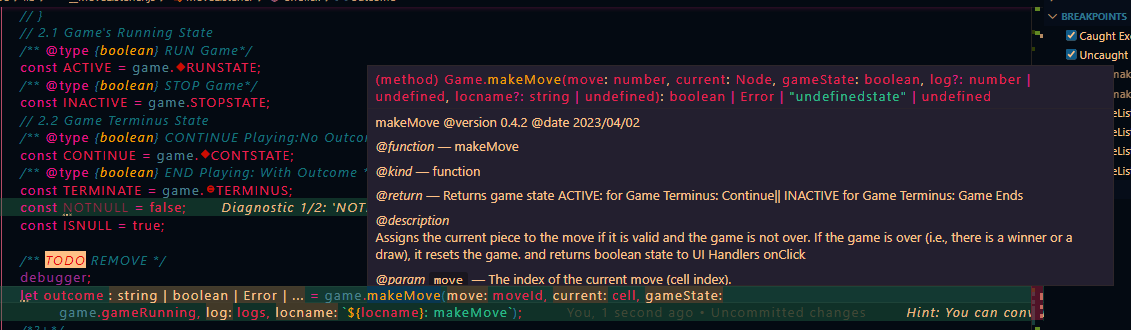 // }
// 2.1 Game's Running State
/** @type {boolean} RUN Game*/
const ACTIVE = game.RUNSTATE;
/** @type {boolean} STOP Game*/
const INACTIVE = game.STOPSTATE;
// 2.2 Game Terminus State
/** @type {boolean} CONTINUE Playing:No Outcom
const CONTINUE = game.CONTSTATE;
/** @type {boolean} END Playing: With Outcome *
const TERMINATE = game.TERMINUS;
const NOTNULL = false; Diagnostic 1/2: 'NOT
const ISNULL = true;
/** TODO REMOVE */
debugger;
let outcome : string | boolean | Error | ... = game.makeMove(move: moveId, current: cell, gameState:
game.gameRunning, log: logs, locname: `${locname}: makeMove`); You, 1 second ago • Uncommitted changes Hint: You can conv
(method) Game.makeMove(move: number, current: Node, gameState: boolean, log?: number |
undefined, locname?: string | undefined): boolean | Error | "undefinedstate" | undefined
makeMove @version 0.4.2 @date 2023/04/02
@function — makeMove
@kind — function
@return — Returns game state ACTIVE: for Game Terminus: Continue|| INACTIVE for Game Terminus: Game Ends
@description
Assigns the current piece to the move if it is valid and the game is not over. If the game is over (i.e., there is a winner or a
draw), it resets the game. and returns boolean state to UI Handlers onClick
@param move — The index of the current move (cell index).
BREAKPOINTS
Caught Exc
Uncaught
mak
eList
mak
eList
eList
eList